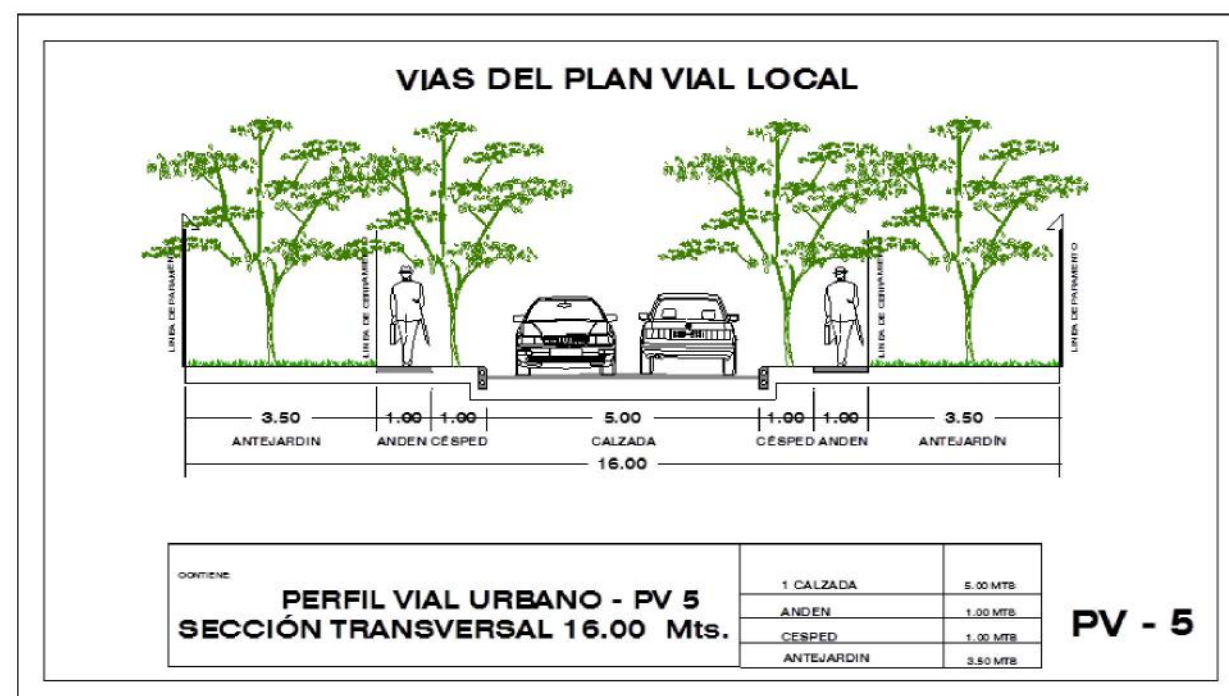 VIAS DEL PLAN VIAL LOCAL
LINEA DE PARAMEN
LINEA DE CERRAMIEN
LINEA DE CERRAMIEN
LINEA DE PARAMENTO
3.50 1.00 1.00 5.00 1.00 1.00 3.50
ANTEJARDIN ANDEN CÉSPED CALZADA CÉSPED ANDEN ANTEJARDÍN
16.00
CONTIENE
PERFIL VIAL URBANO - PV 5
SECCIÓN TRANSVERSAL 16.00 Mts.
1 CALZADA 5.00 MTS
ANDEN 1.00 MTS
CESPED 1.00 MTS
ANTEJARDIN 3.50 MTS
PV - 5